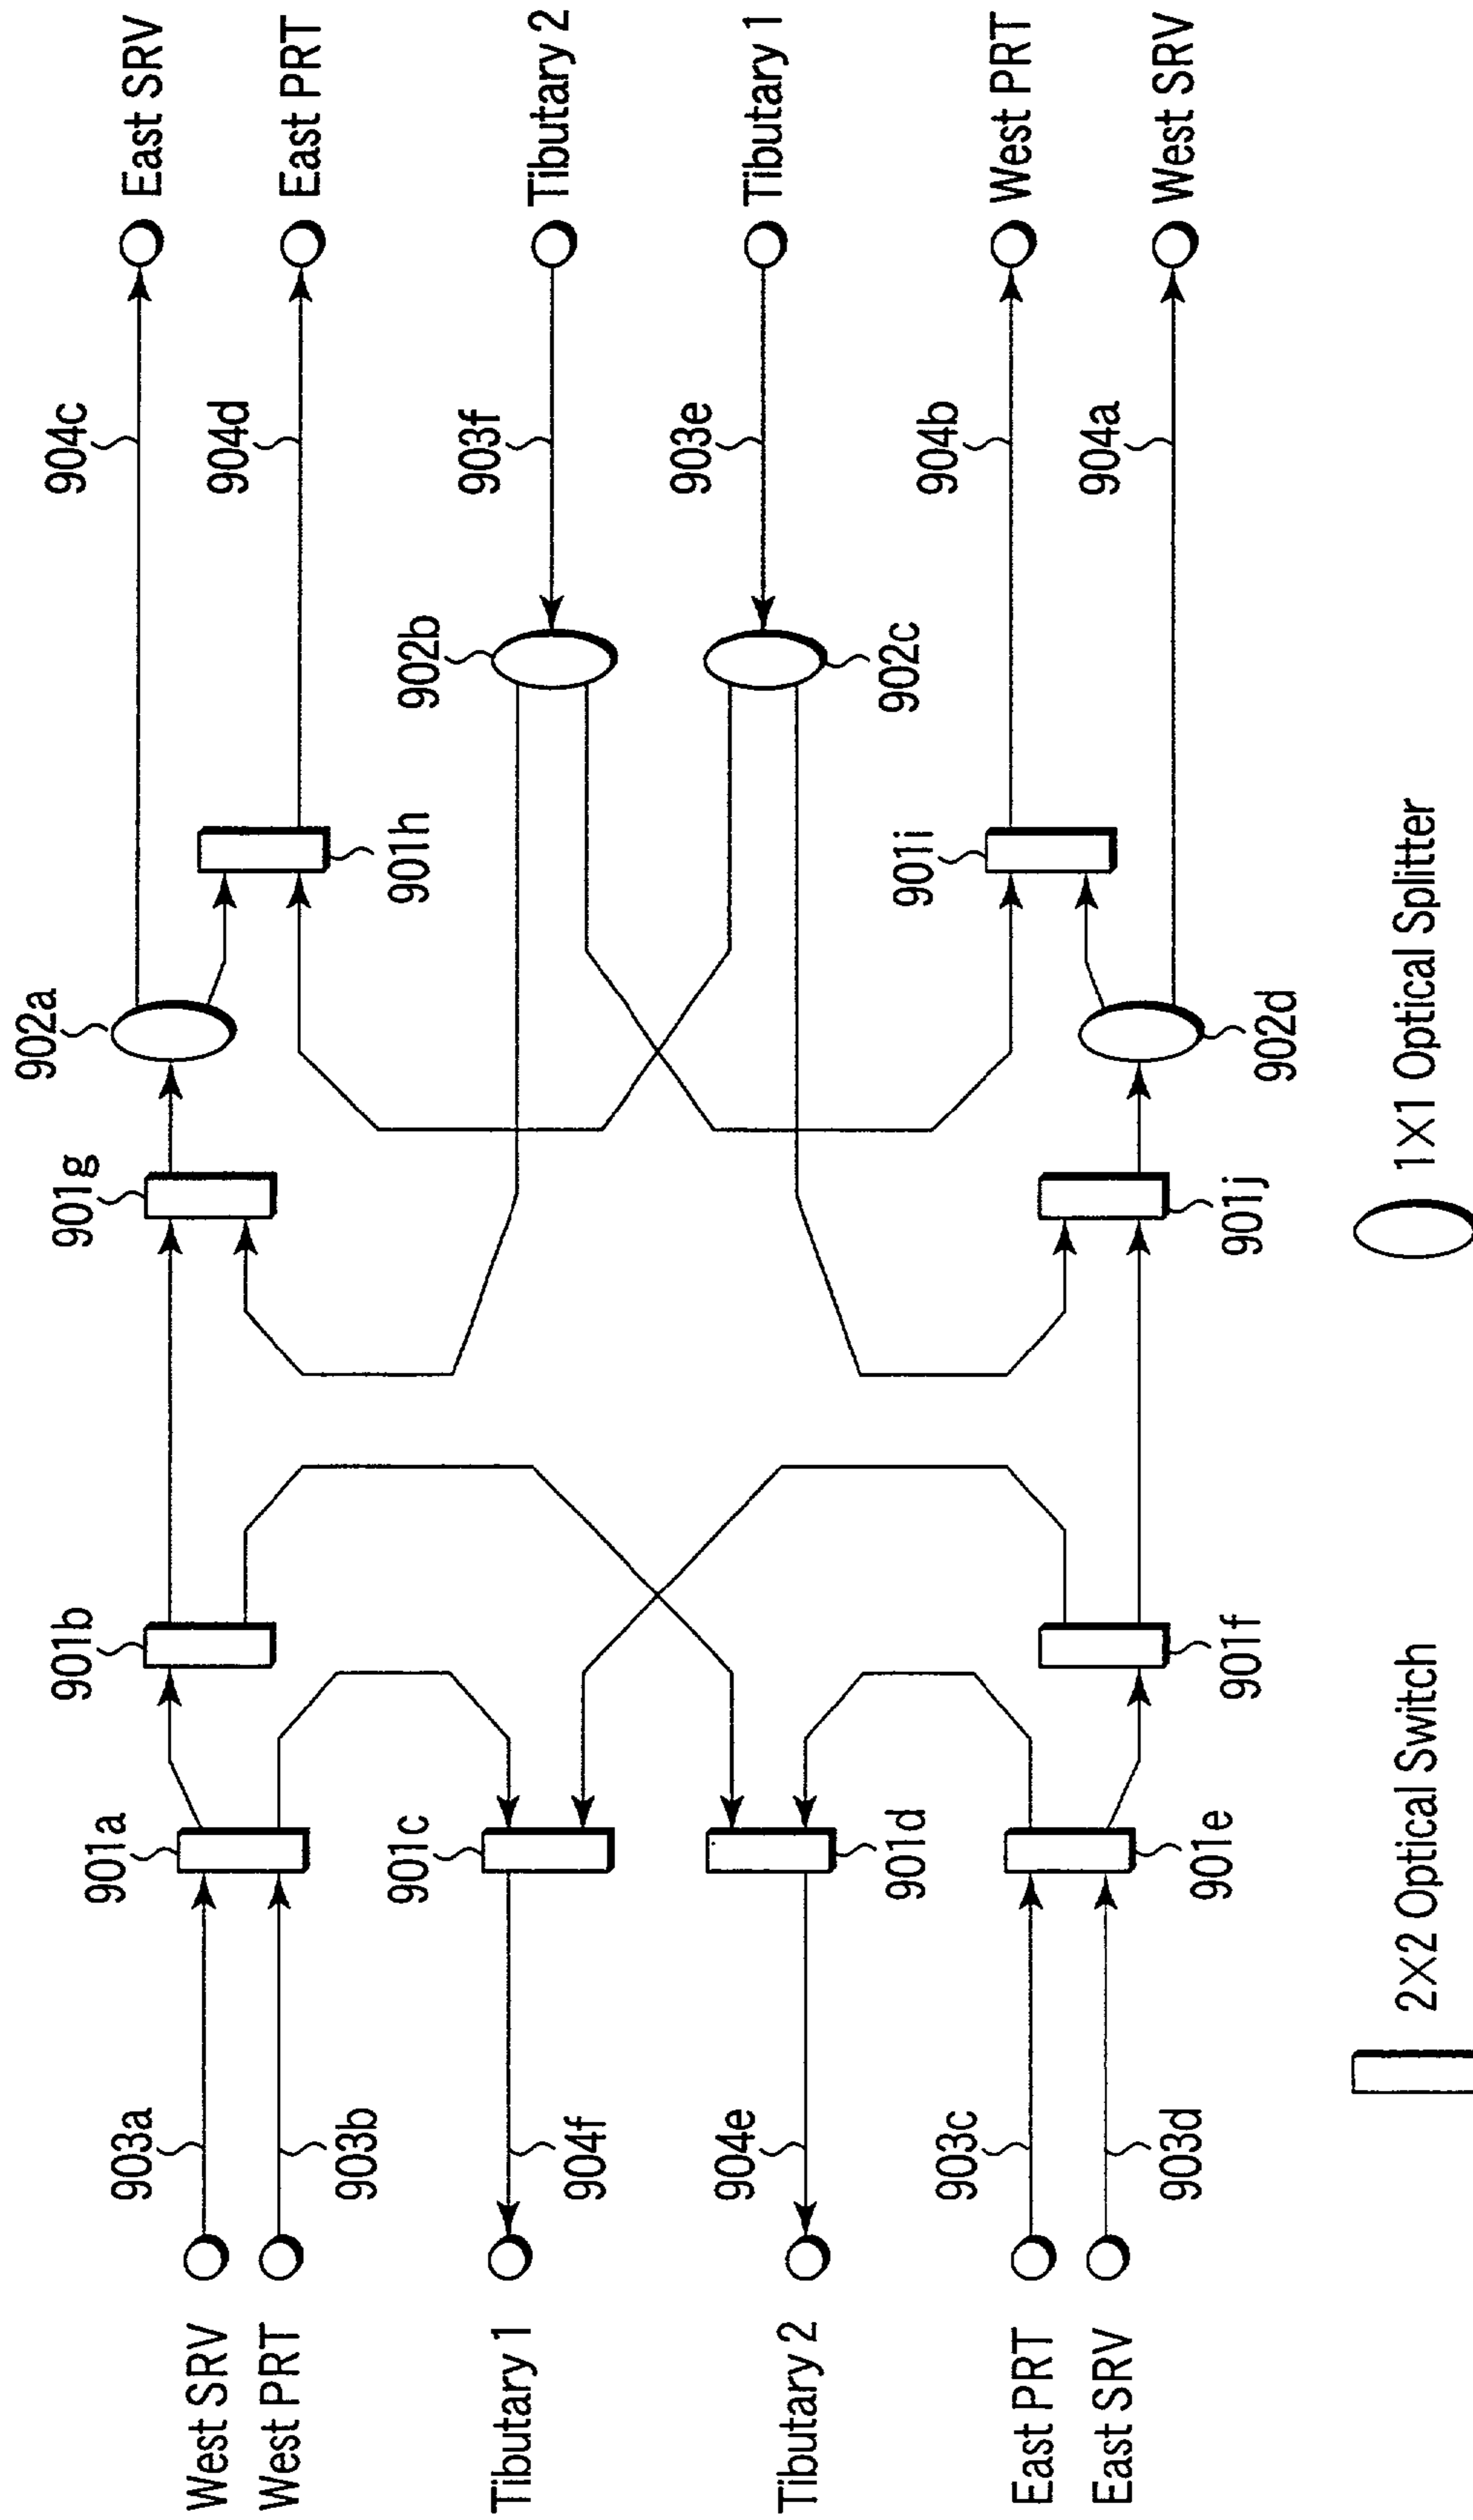 West SRV
903a
901a
901b
901g
902a
904c
East SRV
West PRT
903b
901h
904d
East PRT
Tibutary 1
904f
901c
902b
903f
Tibutary 2
Tibutary 2
904e
901d
902c
903e
Tibutary 1
East PRT
903c
901i
904b
West PRT
East SRV
903d
901e
901f
901j
902d
904a
West SRV
2×2 Optical Switch
1×1 Optical Splitter